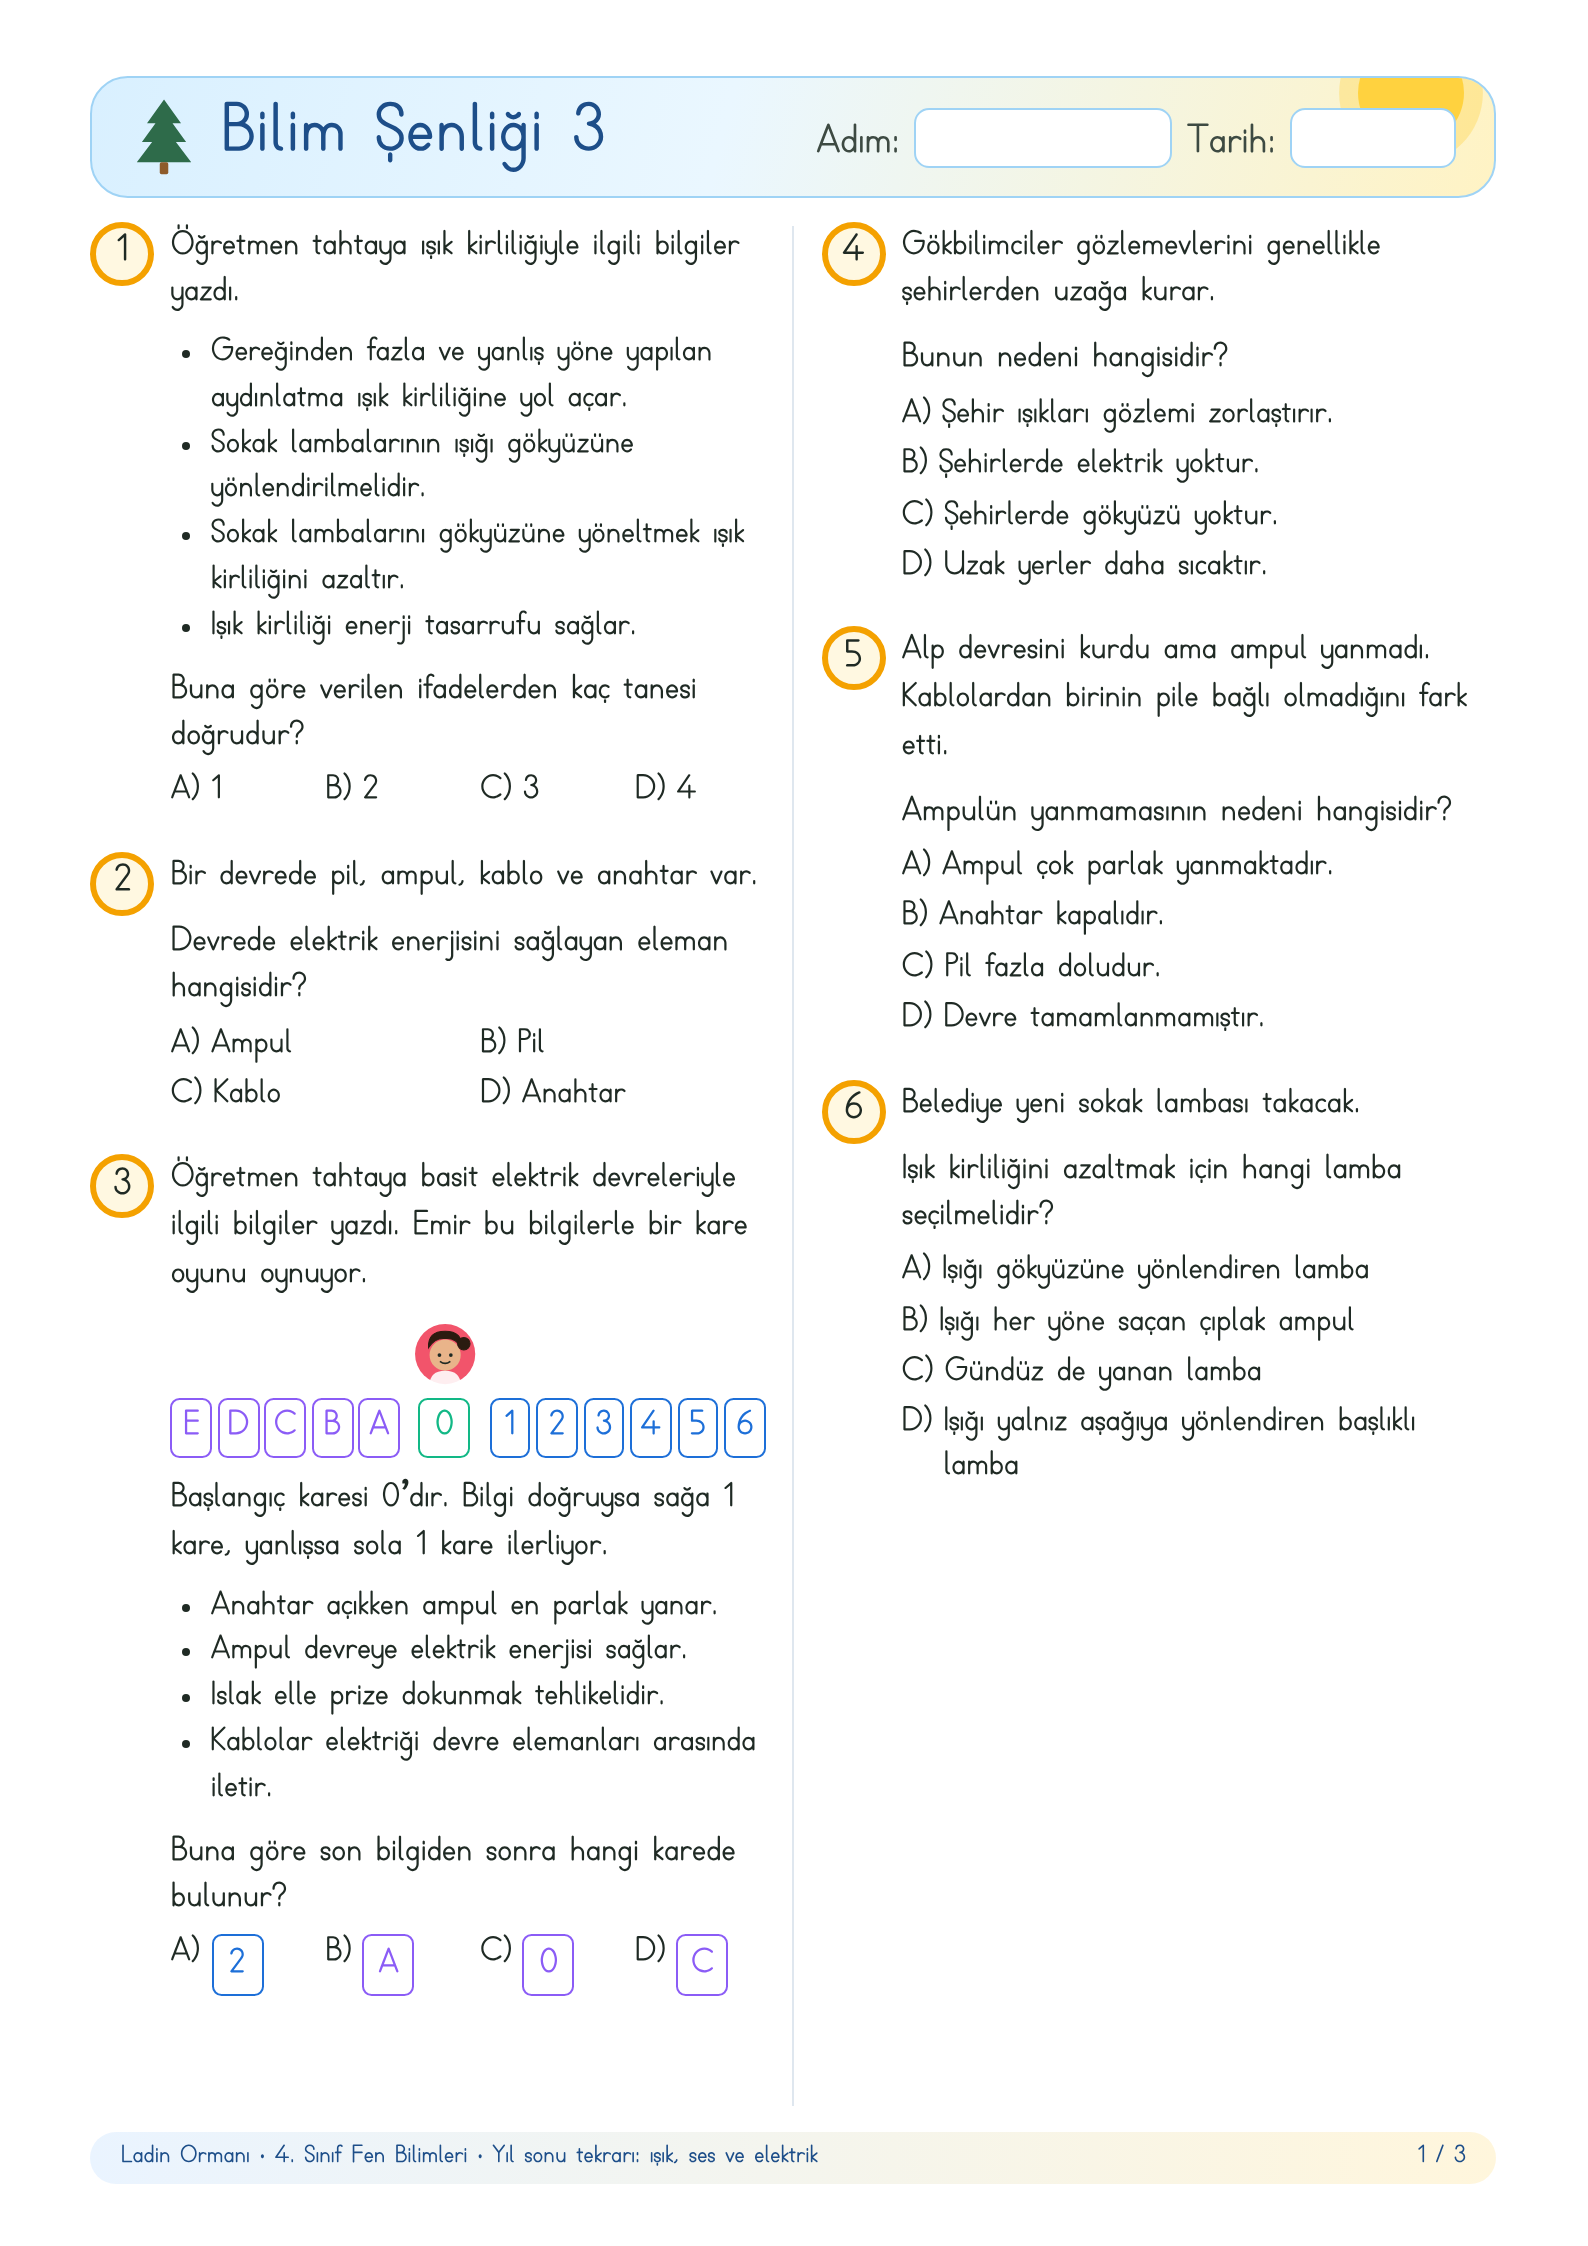 Bilim Şenliği 3
Adım:
Tarih:
1
Öğretmen tahtaya ışık kirliliğiyle ilgili bilgiler
yazdı.
• Gereğinden fazla ve yanlış yöne yapılan
aydınlatma ışık kirliliğine yol açar.
• Sokak lambalarının ışığı gökyüzüne
yönlendirilmelidir.
• Sokak lambalarını gökyüzüne yöneltmek ışık
kirliliğini azaltır.
• Işık kirliliği enerji tasarrufu sağlar.
Buna göre verilen ifadelerden kaç tanesi
doğrudur?
A) 1 B) 2 C) 3 D) 4
2
Bir devrede pil, ampul, kablo ve anahtar var.
Devrede elektrik enerjisini sağlayan eleman
hangisidir?
A) Ampul B) Pil
C) Kablo D) Anahtar
3
Öğretmen tahtaya basit elektrik devreleriyle
ilgili bilgiler yazdı. Emir bu bilgilerle bir kare
oyunu oynuyor.
E D C B A 0 1 2 3 4 5 6
Başlangıç karesi 0’dır. Bilgi doğruysa sağa 1
kare, yanlışsa sola 1 kare ilerliyor.
• Anahtar açıkken ampul en parlak yanar.
• Ampul devreye elektrik enerjisi sağlar.
• Islak elle prize dokunmak tehlikelidir.
• Kablolar elektriği devre elemanları arasında
iletir.
Buna göre son bilgiden sonra hangi karede
bulunur?
A) 2 B) A C) 0 D) C
4
Gökbilimciler gözlemevlerini genellikle
şehirlerden uzağa kurar.
Bunun nedeni hangisidir?
A) Şehir ışıkları gözlemi zorlaştırır.
B) Şehirlerde elektrik yoktur.
C) Şehirlerde gökyüzü yoktur.
D) Uzak yerler daha sıcaktır.
5
Alp devresini kurdu ama ampul yanmadı.
Kablolardan birinin pile bağlı olmadığını fark
etti.
Ampulün yanmamasının nedeni hangisidir?
A) Ampul çok parlak yanmaktadır.
B) Anahtar kapalıdır.
C) Pil fazla doludur.
D) Devre tamamlanmamıştır.
6
Belediye yeni sokak lambası takacak.
Işık kirliliğini azaltmak için hangi lamba
seçilmelidir?
A) Işığı gökyüzüne yönlendiren lamba
B) Işığı her yöne saçan çıplak ampul
C) Gündüz de yanan lamba
D) Işığı yalnız aşağıya yönlendiren başlıklı
lamba
Ladin Ormanı • 4. Sınıf Fen Bilimleri • Yıl sonu tekrarı: ışık, ses ve elektrik
1 / 3